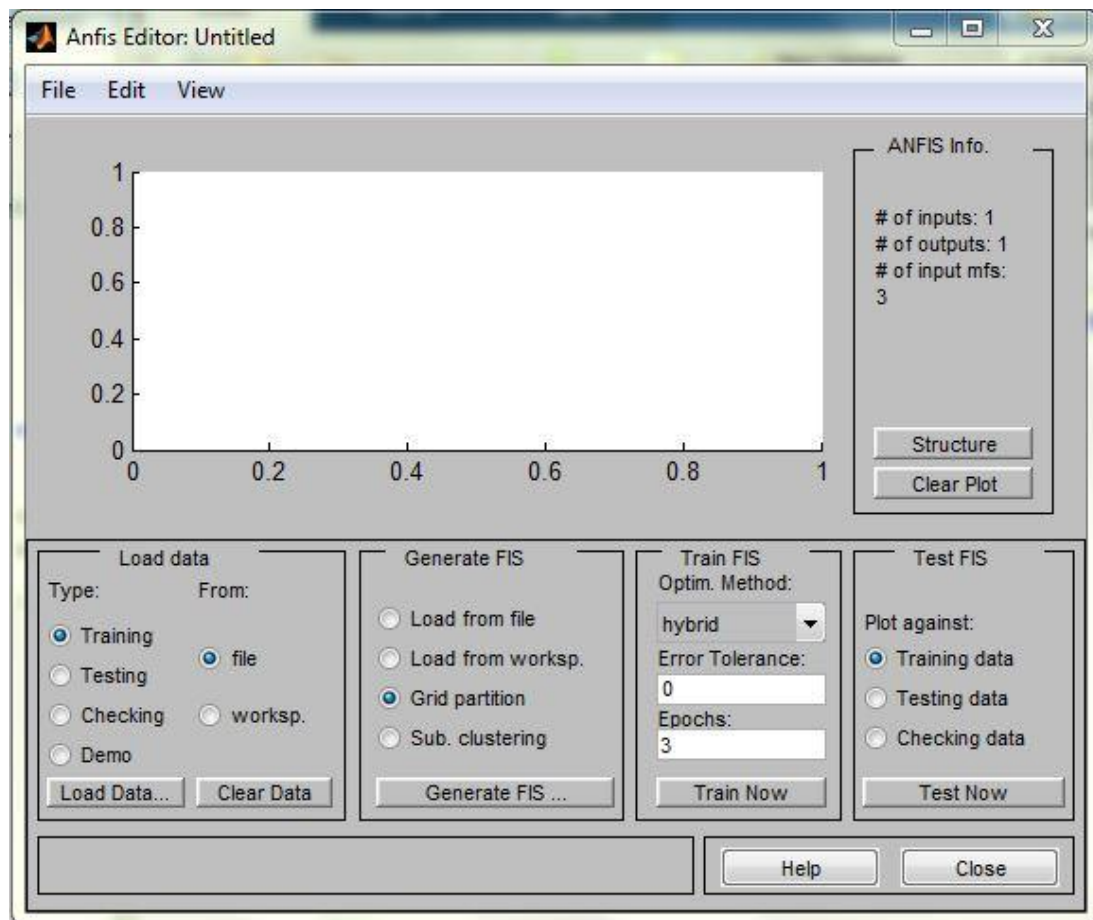 Anfis Editor: Untitled
File Edit View
1
0.8
0.6
0.4
0.2
0
0 0.2 0.4 0.6 0.8 1
ANFIS Info.
# of inputs: 1
# of outputs: 1
# of input mfs:
3
Structure
Clear Plot
Load data
Type: From:
Training
Testing
Checking
Demo
file
worksp.
Load Data... Clear Data
Generate FIS
Load from file
Load from worksp.
Grid partition
Sub. clustering
Generate FIS ...
Train FIS
Optim. Method:
hybrid
Error Tolerance:
0
Epochs:
3
Train Now
Test FIS
Plot against:
Training data
Testing data
Checking data
Test Now
Help Close